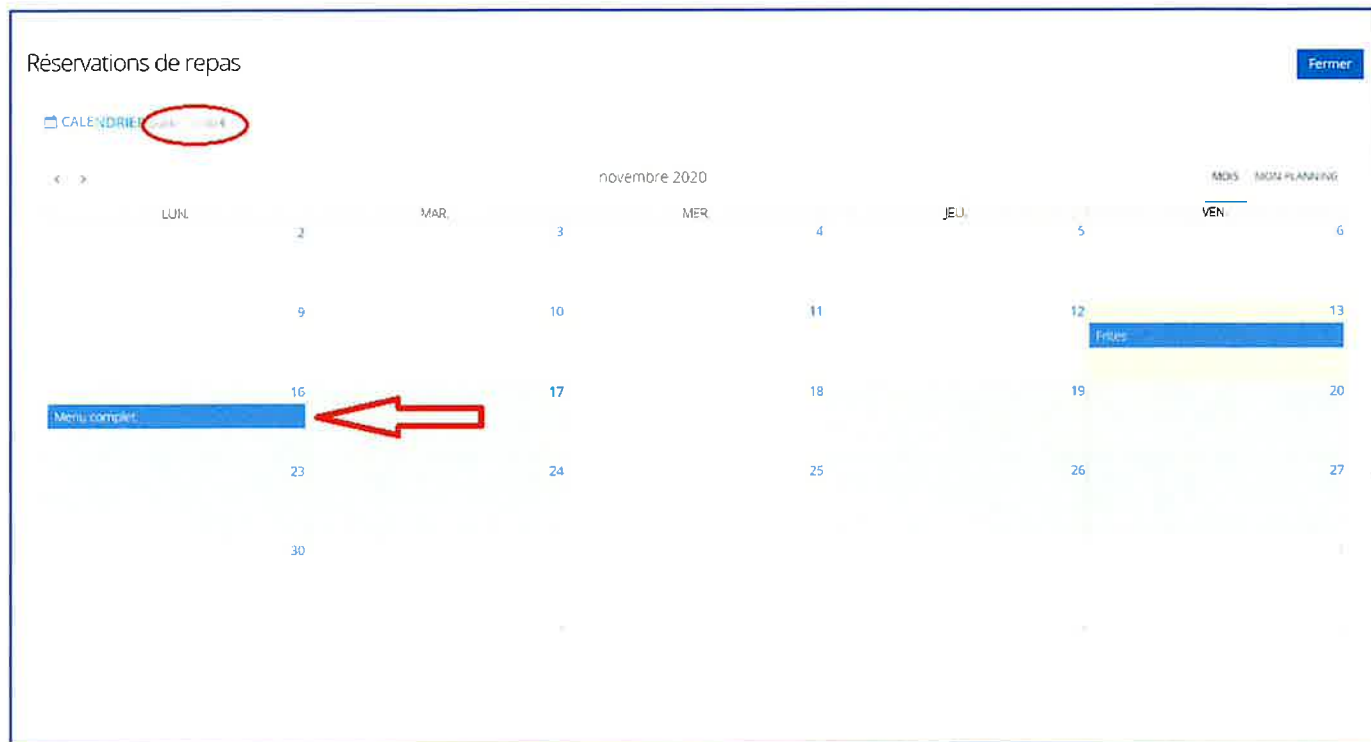 Réservations de repas
Fermer
CALENDRIER
novembre 2020
MOIS MON PLANNING
LUN. MAR. MER. JEU. VEN.
2 3 4 5 6
9 10 11 12 13
Frites
16 17 18 19 20
Menu complet
23 24 25 26 27
30